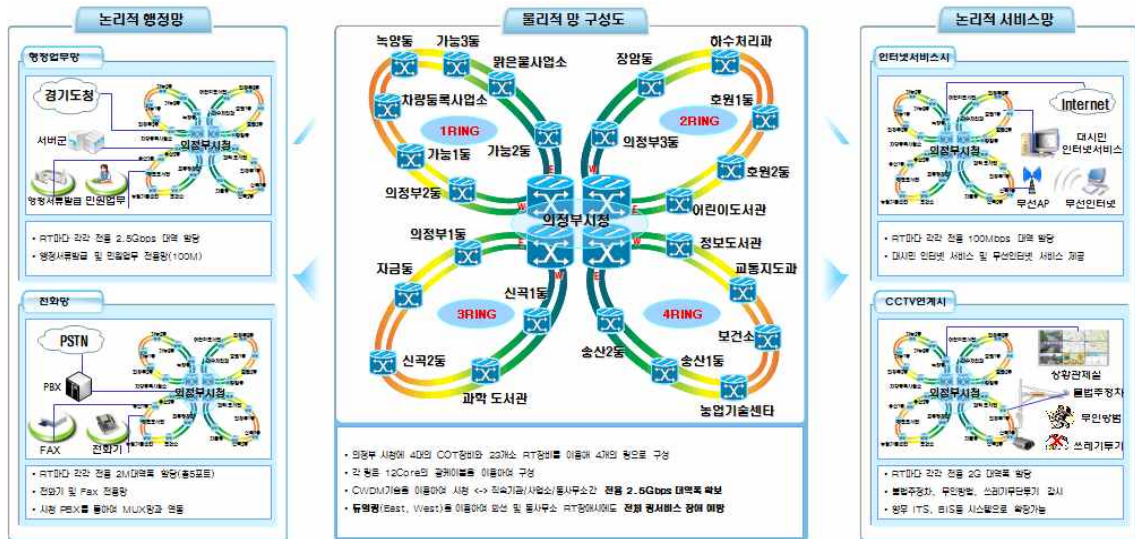 논리적 행정망
행정업무망
경기도청
서버군
의정부시청
행정서류발급
민원업무
• RT마다 각각 전용 2.5Gbps 대역 할당
• 행정서류발급 및 민원업무 전용망(100M)
전화망
PSTN
PBX
의정부시청
FAX
전화기
• RT마다 각각 전용 2M대역폭 할당(총5포트)
• 전화기 및 Fax 전용망
• 시청 PBX를 통하여 MUX망과 연동
물리적 망 구성도
녹양동
가능3동
맑은물사업소
차량등록사업소
1RING
가능1동
가능2동
의정부2동
E
W
장암동
하수처리과
호원1동
2RING
의정부3동
호원2동
어린이도서관
W
E
의정부시청
의정부1동
자금동
신곡1동
3RING
신곡2동
과학 도서관
E
W
정보도서관
교통지도과
4RING
보건소
송산2동
송산1동
농업기술센타
W
E
• 의정부 시청에 4대의 COT장비와 23개소 RT장비를 이용해 4개의 링으로 구성
• 각 링은 12Core의 광케이블을 이용하여 구성
• CWDM기술을 이용하여 시청 <-> 직속기관/사업소/동사무소간 전용 2.5Gbps 대역폭 확보
• 듀얼링(East, West)을 이용하여 회선 및 동사무소 RT장애시에도 전체 링서비스 장애 예방
논리적 서비스망
인터넷서비스시
Internet
대시민
인터넷서비스
의정부시청
무선AP
무선인터넷
• RT마다 각각 전용 100Mbps 대역 할당
• 대시민 인터넷 서비스 및 무선인터넷 서비스 제공
CCTV연계시
상황관제실
의정부시청
불법주정차
무인방범
쓰레기투기
• RT마다 각각 전용 2G 대역폭 할당
• 불법주정차, 무인방범, 쓰레기무단투기 감시
• 향후 ITS, BIS등 시스템으로 확장가능